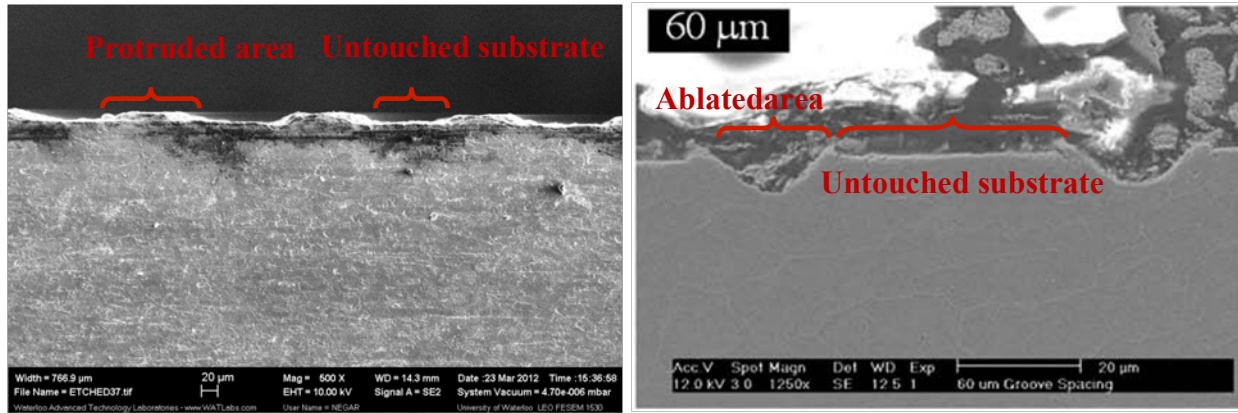 Protruded area Untouched substrate
20 µm
Width = 766.9 µm Mag = 500 X WD = 14.3 mm Date :23 Mar 2012 Time :15:36:58
File Name = ETCHED37.tif EHT = 10.00 kV Signal A = SE2 System Vacuum = 4.70e-006 mbar
Waterloo Advanced Technology Laboratories - www.WATLabs.com User Name = NEGAR University of Waterloo LEO FESEM 1530
60 µm
Ablatedarea
Untouched substrate
Acc.V Spot Magn Det WD Exp 20 µm
12.0 kV 3.0 1250x SE 12.5 1 60 um Groove Spacing